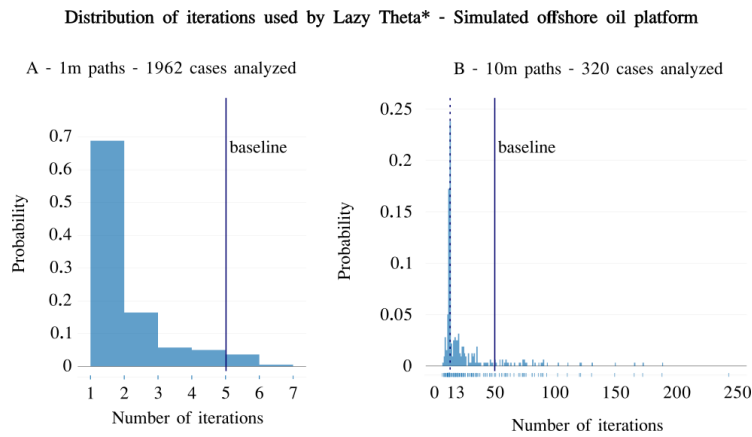 Distribution of iterations used by Lazy Theta* - Simulated offshore oil platform
A - 1m paths - 1962 cases analyzed
B - 10m paths - 320 cases analyzed
0.7
0.6
0.5
0.4
0.3
0.2
0.1
0
Probability
baseline
1 2 3 4 5 6 7
Number of iterations
0.25
0.2
0.15
0.1
0.05
0
Probability
baseline
0 13 50 100 150 200 250
Number of iterations